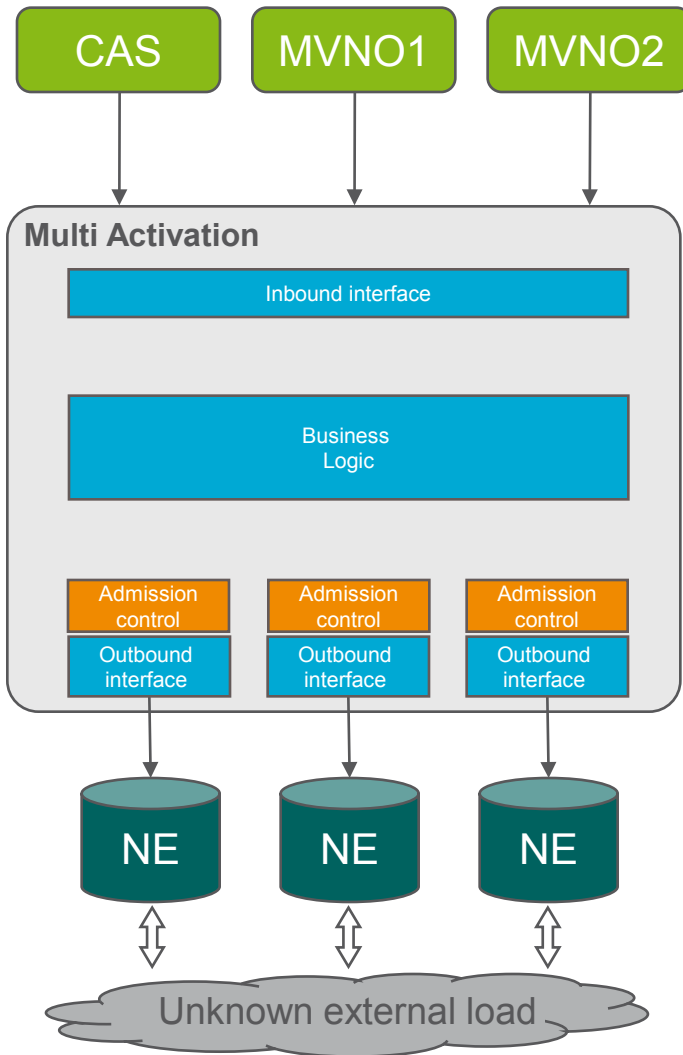 CAS
MVNO1
MVNO2
Multi Activation
Inbound interface
Business
Logic
Admission
control
Admission
control
Admission
control
Outbound
interface
Outbound
interface
Outbound
interface
NE
NE
NE
Unknown external load